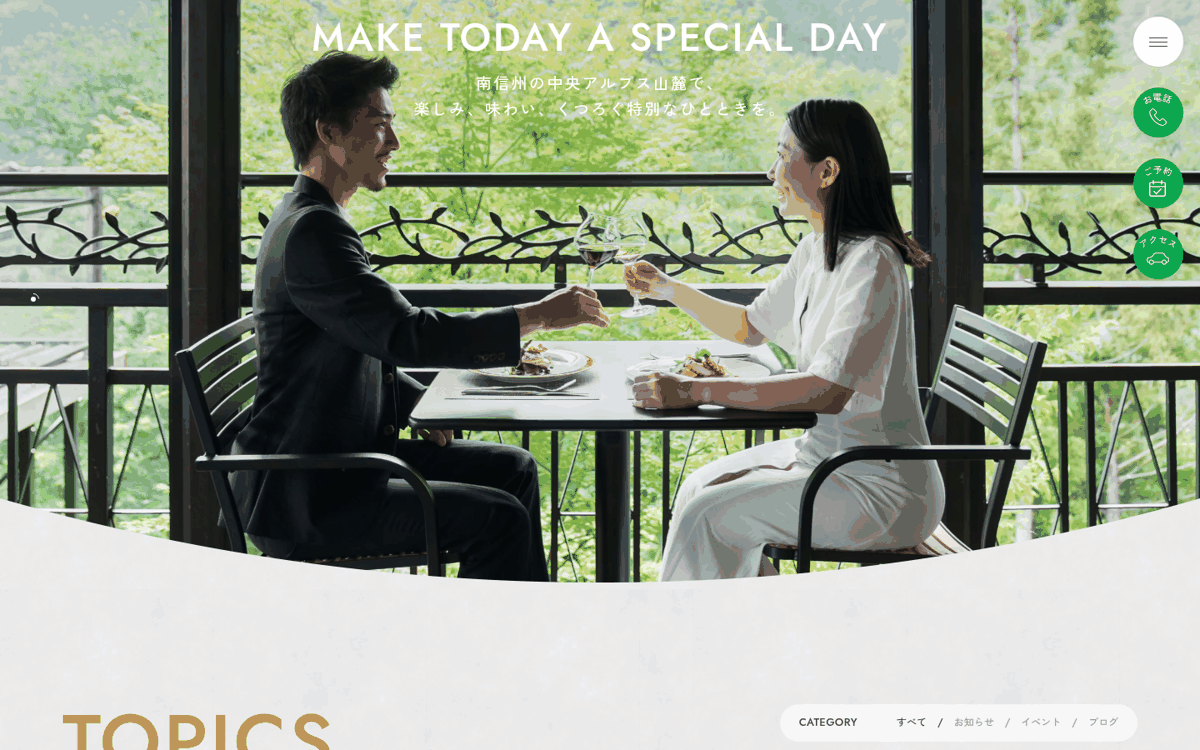 MAKE TODAY A SPECIAL DAY
南信州の中央アルプス山麓で、
楽しみ、味わい、くつろぐ特別なひとときを。
お電話
ご予約
アクセス
TOPICS
CATEGORY すべて / お知らせ / イベント / ブログ